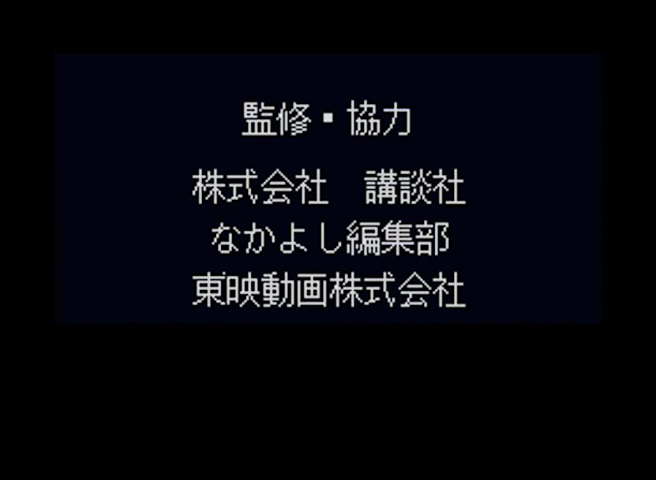 監修・協力
株式会社　講談社
なかよし編集部
東映動画株式会社